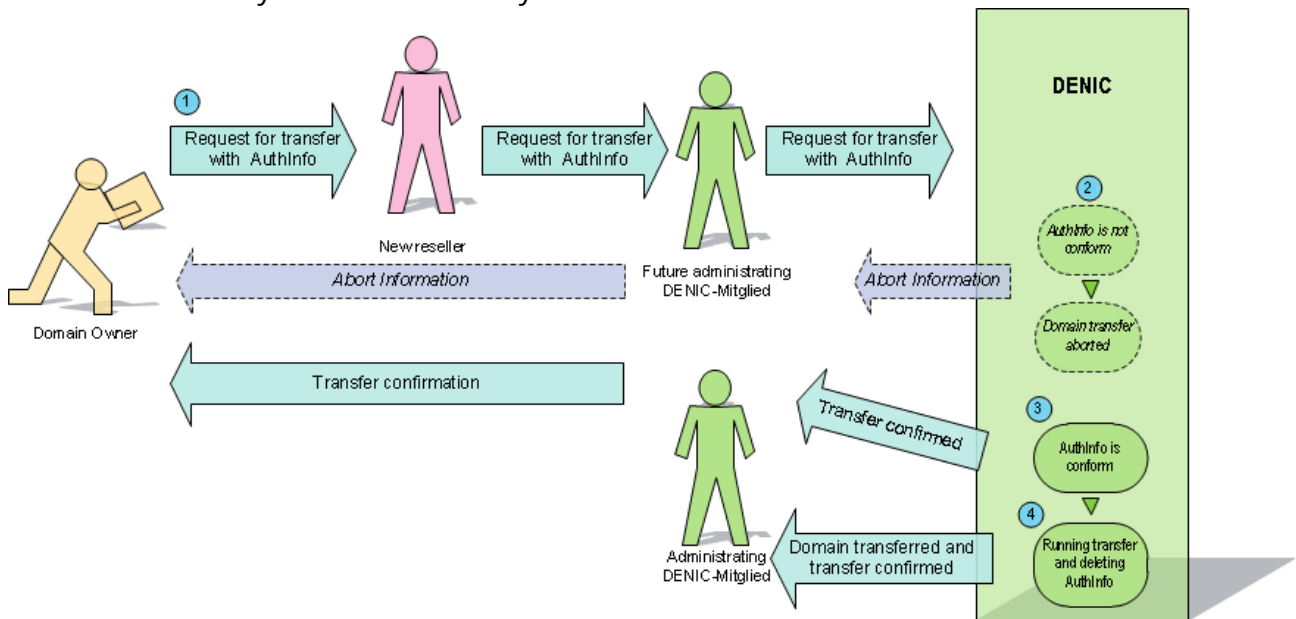 DENIC
1
Request for transfer
with AuthInfo
Request for transfer
with AuthInfo
Request for transfer
with AuthInfo
2
AuthInfo is not
conform
New reseller
Future administrating
DENIC-Mitglied
Abort Information
Abort Information
Domain transfer
aborted
Domain Owner
Transfer confirmation
Transfer confirmed
3
AuthInfo is
conform
4
Running transfer
and deleting
AuthInfo
Administrating
DENIC-Mitglied
Domain transferred and
transfer confirmed